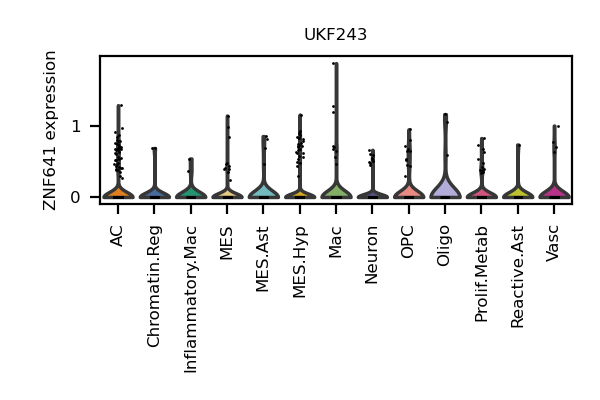 UKF243
ZNF641 expression
1
0
AC
Chromatin.Reg
Inflammatory.Mac
MES
MES.Ast
MES.Hyp
Mac
Neuron
OPC
Oligo
Prolif.Metab
Reactive.Ast
Vasc